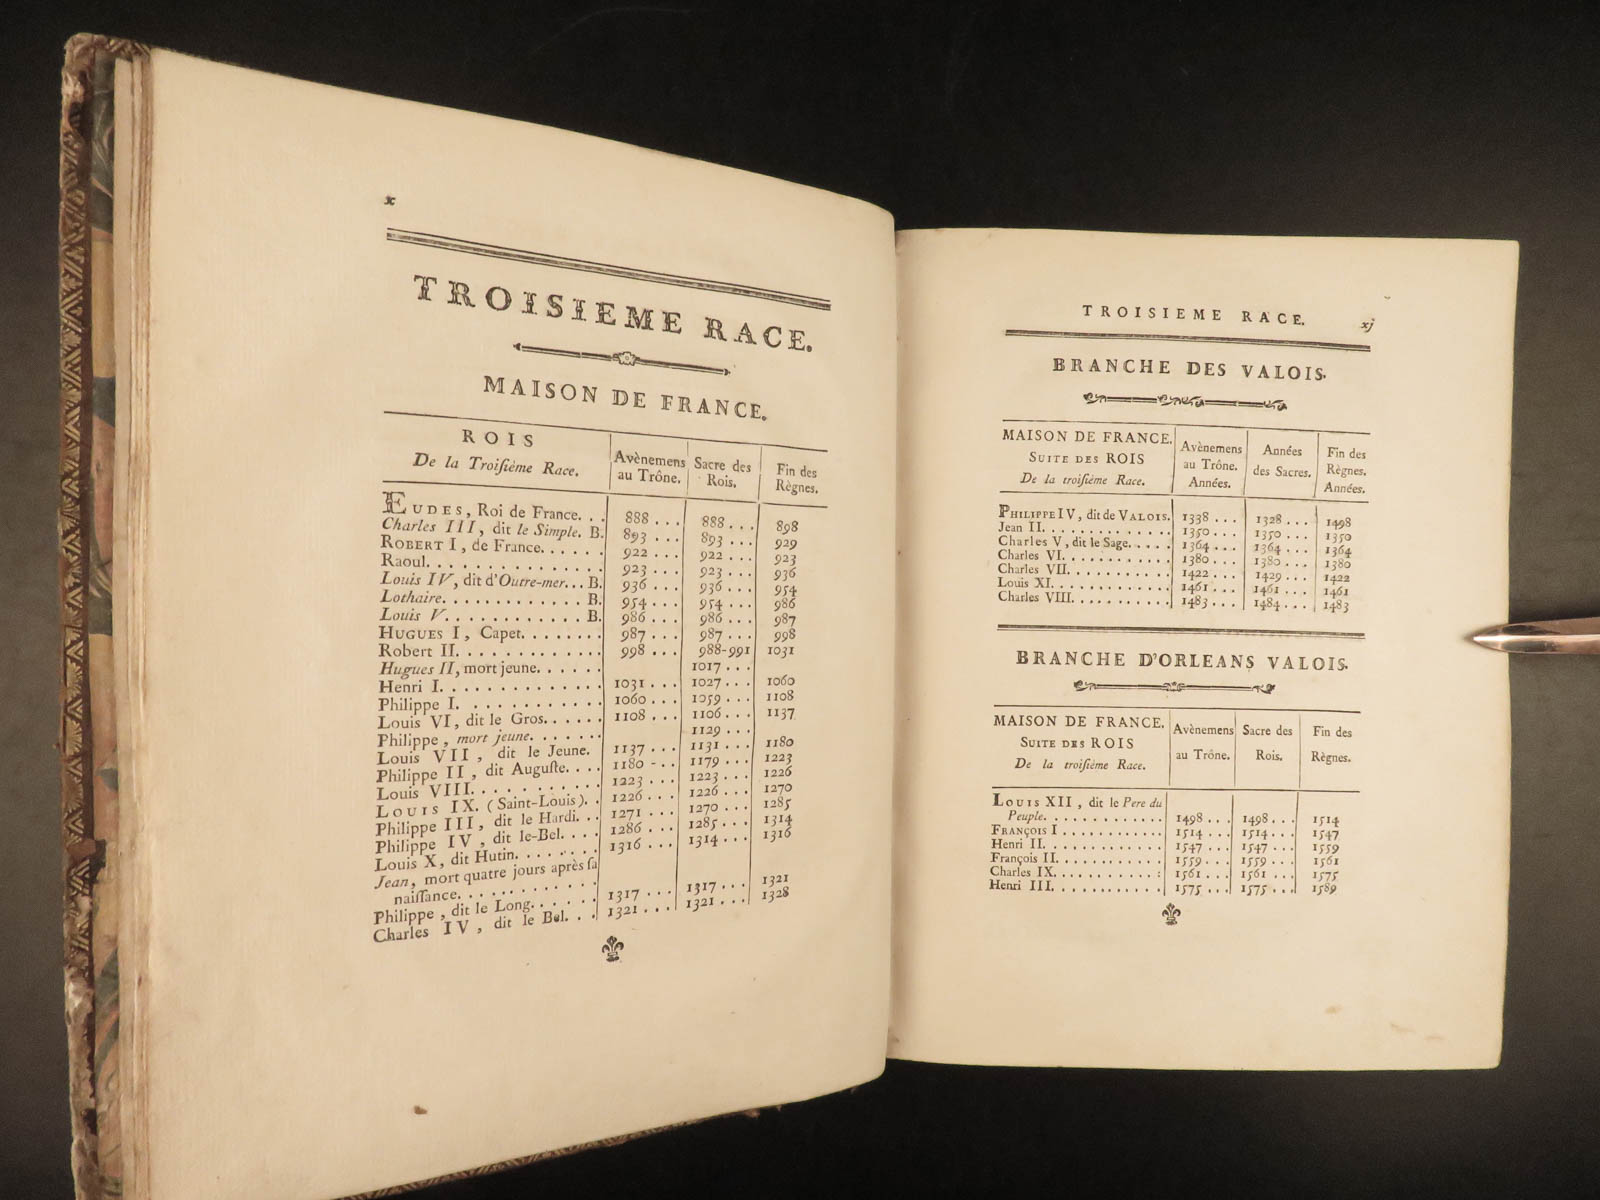 x
TROISIEME RACE.
MAISON DE FRANCE.
ROIS
De la Troiſième Race.
Avènemens au Trône.
Sacre des Rois.
Fin des Règnes.
EUDES, Roi de France. . . 888 . . . 888 . . . 898
Charles III, dit le Simple. B. 893 . . . 893 . . . 929
ROBERT I, de France. . . . . . 922 . . . 922 . . . 923
Raoul. . . . . . . . . . . . . 923 . . . 923 . . . 936
Louis IV, dit d'Outre-mer. . . B. 936 . . . 936 . . . 954
Lothaire. . . . . . . . . . . . B. 954 . . . 954 . . . 986
Louis V. . . . . . . . . . . . B. 986 . . . 986 . . . 987
HUGUES I, Capet. . . . . . . . 987 . . . 987 . . . 998
Robert II. . . . . . . . . . . 998 . . . 988-991 1031
Hugues II, mort jeune. . . . . . 1017 . . .
Henri I. . . . . . . . . . . . 1031 . . . 1027 . . . 1060
Philippe I. . . . . . . . . . . 1060 . . . 1059 . . . 1108
Louis VI, dit le Gros. . . . . . 1108 . . . 1106 . . . 1137
Philippe, mort jeune. . . . . . . 1129 . . .
Louis VII, dit le Jeune. 1137 . . . 1131 . . . 1180
Philippe II, dit Auguſte. . . . 1180 - . . 1179 . . . 1223
Louis VIII. . . . . . . . . . . 1223 . . . 1223 . . . 1226
LOUIS IX. (Saint-Louis). . 1226 . . . 1226 . . . 1270
Philippe III, dit le Hardi. . . 1271 . . . 1270 . . . 1285
Philippe IV, dit le-Bel. . . . 1286 . . . 1285 . . . 1314
Louis X, dit Hutin. . . . . . . . 1316 . . . 1314 . . . 1316
Jean, mort quatre jours après ſa
naiſſance. . . . . . . . . . . .
Philippe, dit le Long. . . . . . 1317 . . . 1317 . . . 1321
Charles IV, dit le Bel. . . . 1321 . . . 1321 . . . 1328
TROISIEME RACE. xj
BRANCHE DES VALOIS.
MAISON DE FRANCE.
SUITE DES ROIS
De la troiſième Race.
Avènemens au Trône. Années.
Années des Sacres.
Fin des Règnes. Années.
PHILIPPE IV, dit de VALOIS. 1338 . . . 1328 . . . 1498
Jean II. . . . . . . . . . . 1350 . . . 1350 . . . 1350
Charles V, dit le Sage. . . . . 1364 . . . 1364 . . . 1364
Charles VI. . . . . . . . . . . 1380 . . . 1380 . . . 1380
Charles VII. . . . . . . . . . . 1422 . . . 1429 . . . 1422
Louis XI. . . . . . . . . . . . 1461 . . . 1461 . . . 1461
Charles VIII. . . . . . . . . . . 1483 . . . 1484 . . . 1483
BRANCHE D'ORLEANS VALOIS.
MAISON DE FRANCE.
SUITE DES ROIS
De la troiſième Race.
Avènemens au Trône.
Sacre des Rois.
Fin des Règnes.
LOUIS XII, dit le Pere du
Peuple. . . . . . . . . . . . . 1498 . . . 1498 . . . 1514
FRANÇOIS I . . . . . . . . . . . 1514 . . . 1514 . . . 1547
Henri II. . . . . . . . . . . . 1547 . . . 1547 . . . 1559
François II. . . . . . . . . . . 1559 . . . 1559 . . . 1561
Charles IX. . . . . . . . . . . : 1561 . . . 1561 . . . 1575
Henri III. . . . . . . . . . . . 1575 . . . 1575 . . . 1589